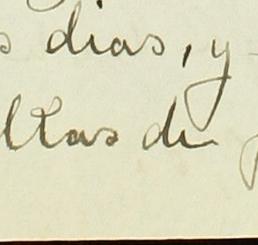 s dias, y
ltas de